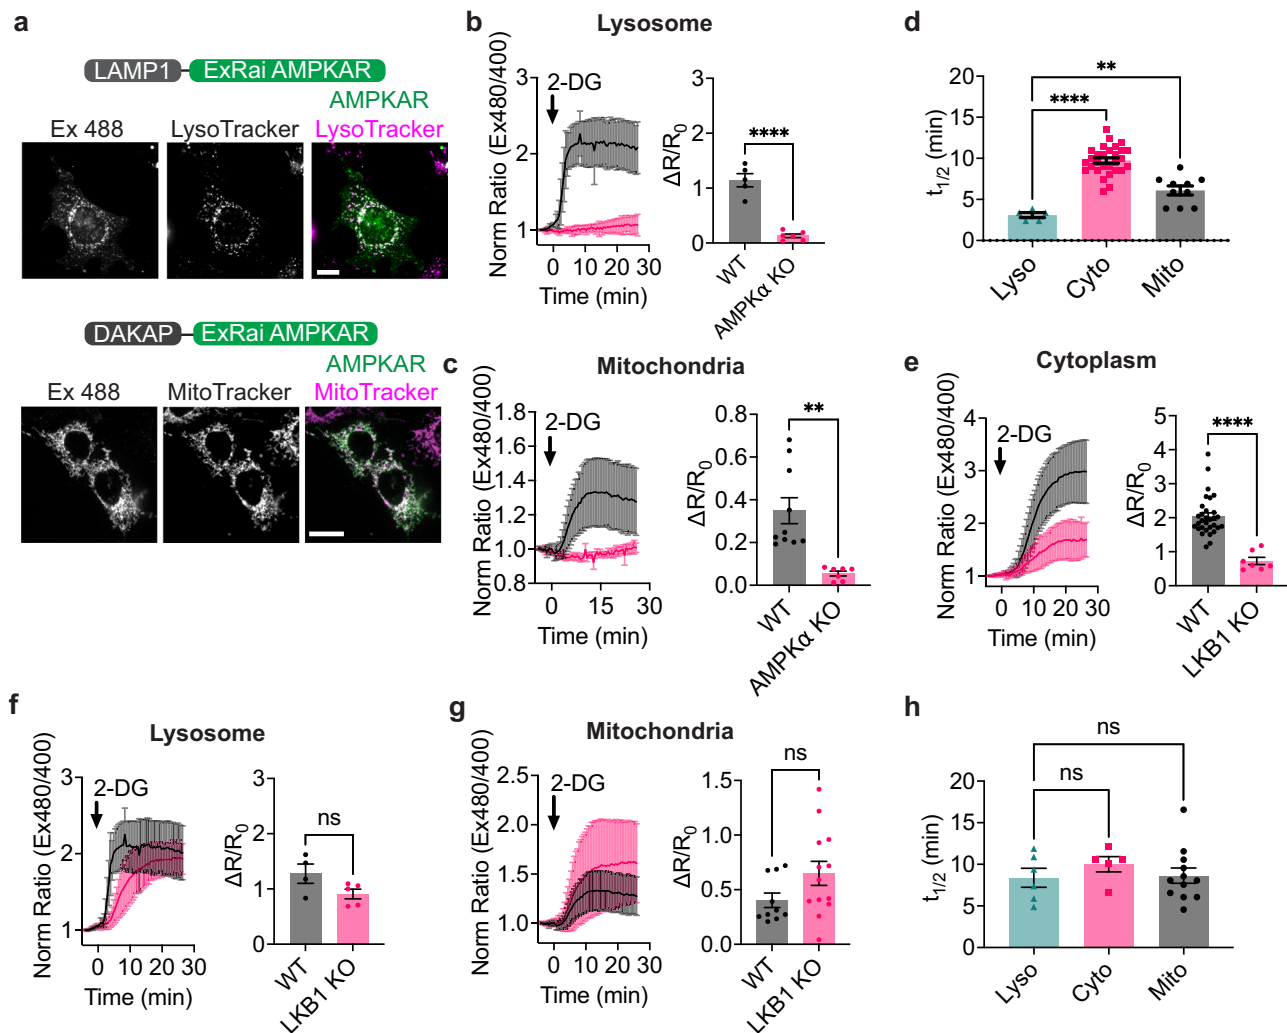 a
LAMP1 ExRai AMPKAR
AMPKAR
Ex 488 LysoTracker LysoTracker
DAKAP ExRai AMPKAR
AMPKAR
Ex 488 MitoTracker MitoTracker
b
Lysosome
Norm Ratio (Ex480/400)
3
2
1
2-DG
0 10 20 30
Time (min)
ΔR/R0
3
2
1
0
****
WT
AMPKα KO
c
Mitochondria
Norm Ratio (Ex480/400)
1.8
1.6
1.4
1.2
1.0
0.8
2-DG
0 15 30
Time (min)
ΔR/R0
0.8
0.6
0.4
0.2
0.0
**
WT
AMPKα KO
d
t1/2 (min)
20
15
10
5
0
**
****
Lyso
Cyto
Mito
e
Cytoplasm
Norm Ratio (Ex480/400)
4
3
2
1
2-DG
0 10 20 30
Time (min)
ΔR/R0
5
4
3
2
1
0
****
WT
LKB1 KO
f
Lysosome
Norm Ratio (Ex480/400)
3
2
1
2-DG
0 10 20 30
Time (min)
ΔR/R0
3
2
1
0
ns
WT
LKB1 KO
g
Mitochondria
Norm Ratio (Ex480/400)
2.5
2.0
1.5
1.0
2-DG
0 10 20 30
Time (min)
ΔR/R0
1.5
1.0
0.5
0.0
ns
WT
LKB1 KO
h
t1/2 (min)
20
15
10
5
0
ns
ns
Lyso
Cyto
Mito